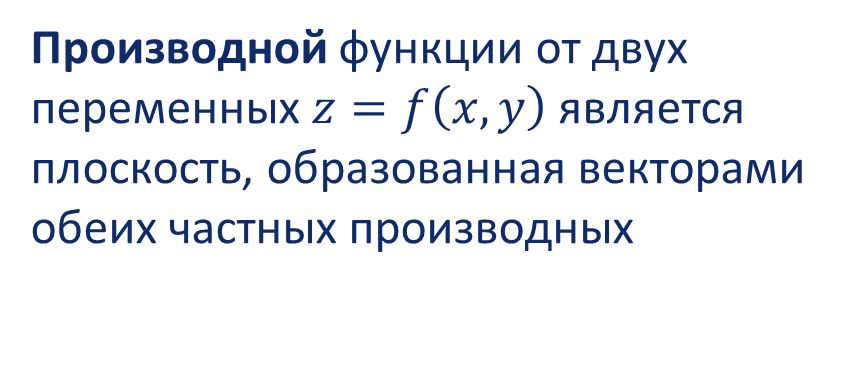 Производной функции от двух
переменных z = f(x, y) является
плоскость, образованная векторами
обеих частных производных